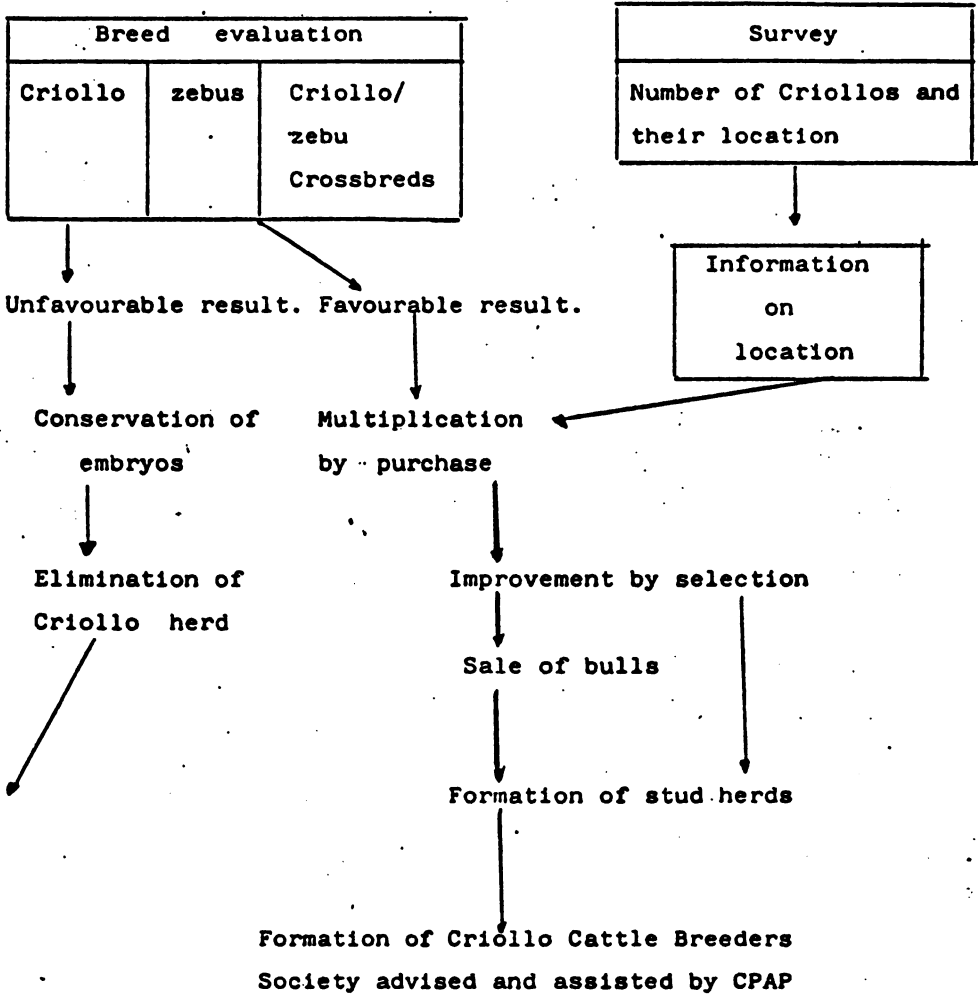 Breed evaluation
Criollo zebus Criollo/
zebu
Crossbreds
Survey
Number of Criollos and
their location
Information
on
location
Unfavourable result. Favourable result.
Conservation of
embryos
Multiplication
by purchase
Elimination of
Criollo herd
Improvement by selection
Sale of bulls
Formation of stud herds
Formation of Criollo Cattle Breeders
Society advised and assisted by CPAP